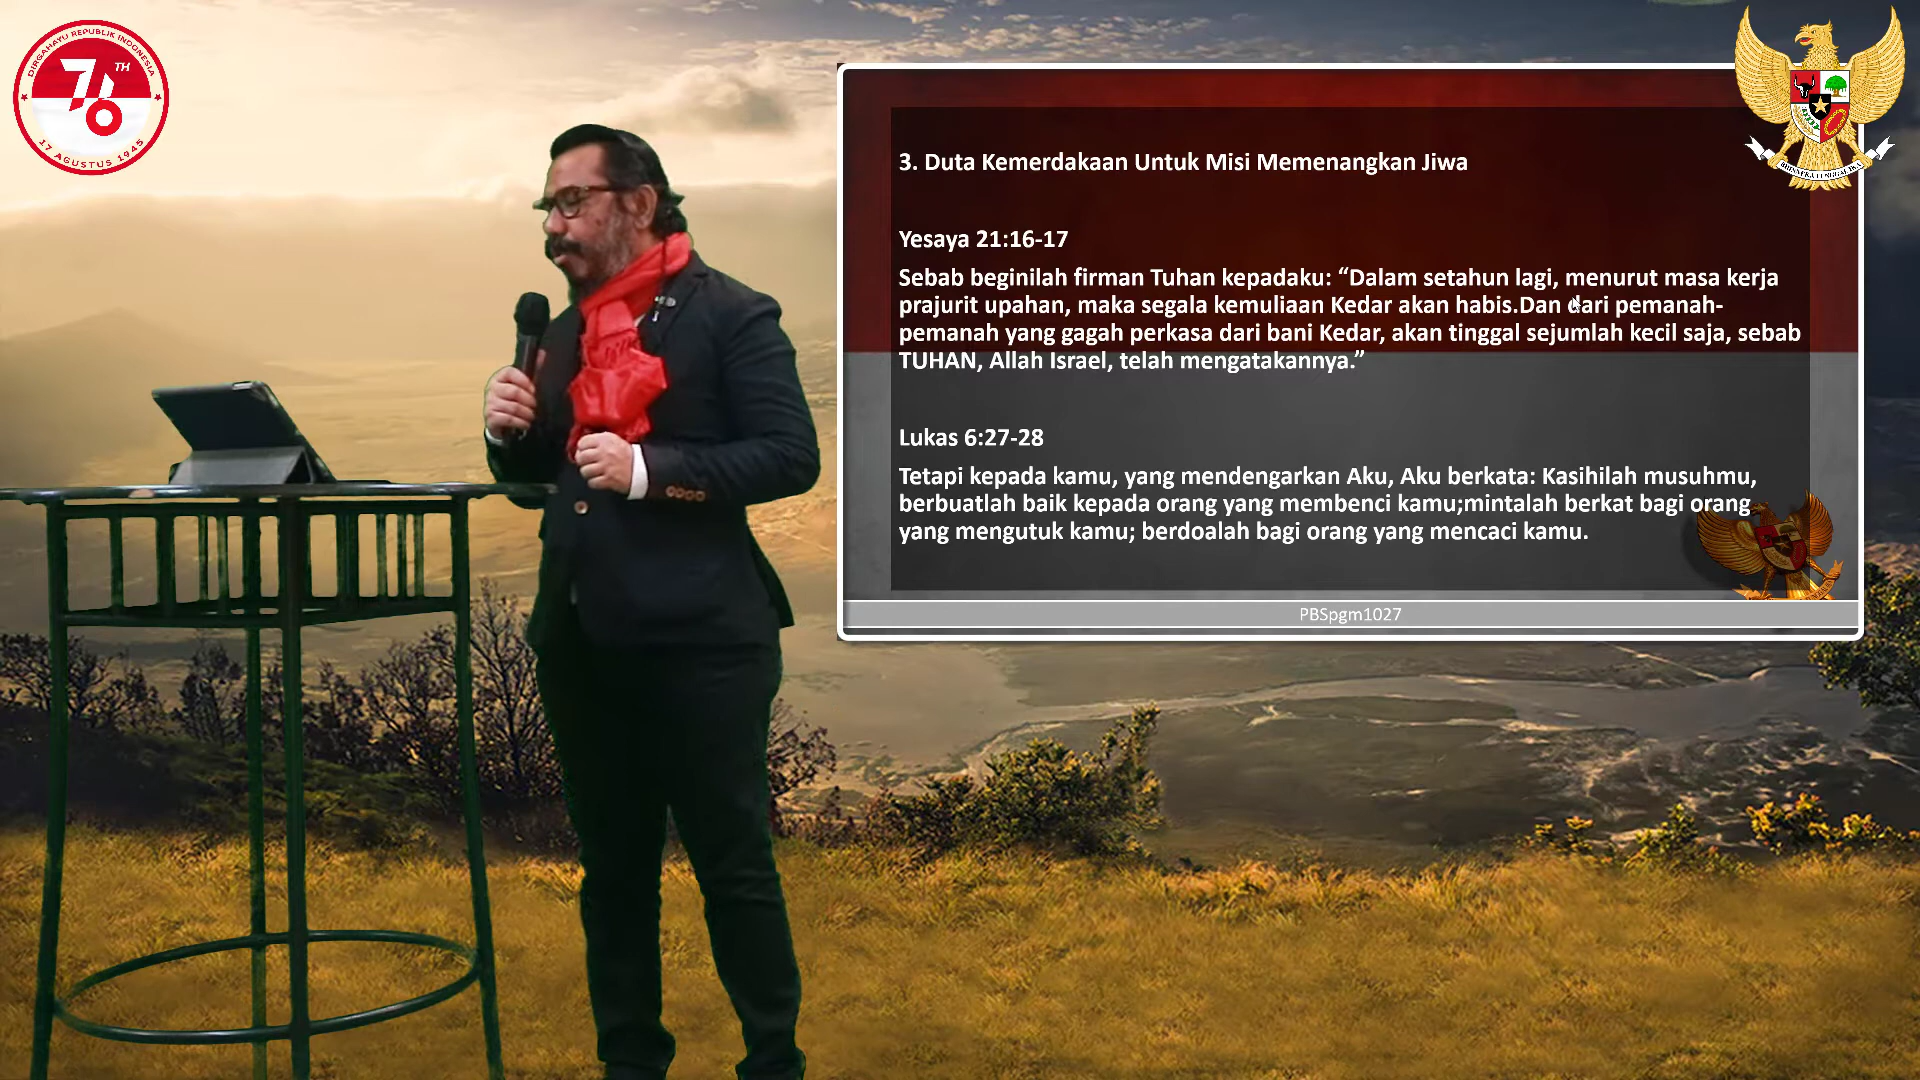 DIRGAHAYU REPUBLIK INDONESIA
76 TH
17 AGUSTUS 1945
3. Duta Kemerdakaan Untuk Misi Memenangkan Jiwa
Yesaya 21:16-17
Sebab beginilah firman Tuhan kepadaku: “Dalam setahun lagi, menurut masa kerja
prajurit upahan, maka segala kemuliaan Kedar akan habis.Dan dari pemanah-
pemanah yang gagah perkasa dari bani Kedar, akan tinggal sejumlah kecil saja, sebab
TUHAN, Allah Israel, telah mengatakannya.”
Lukas 6:27-28
Tetapi kepada kamu, yang mendengarkan Aku, Aku berkata: Kasihilah musuhmu,
berbuatlah baik kepada orang yang membenci kamu;mintalah berkat bagi orang
yang mengutuk kamu; berdoalah bagi orang yang mencaci kamu.
PBSpgm1027
BHINNEKA TUNGGAL IKA